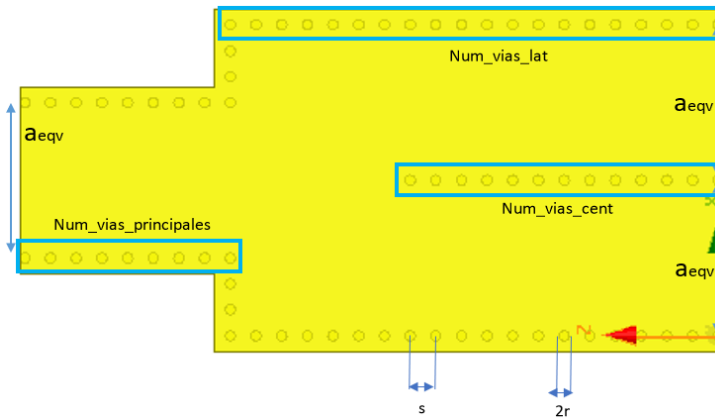 Num_vias_lat
aeqv
aeqv
Num_vias_cent
Num_vias_principales
aeqv
Z
s
2r